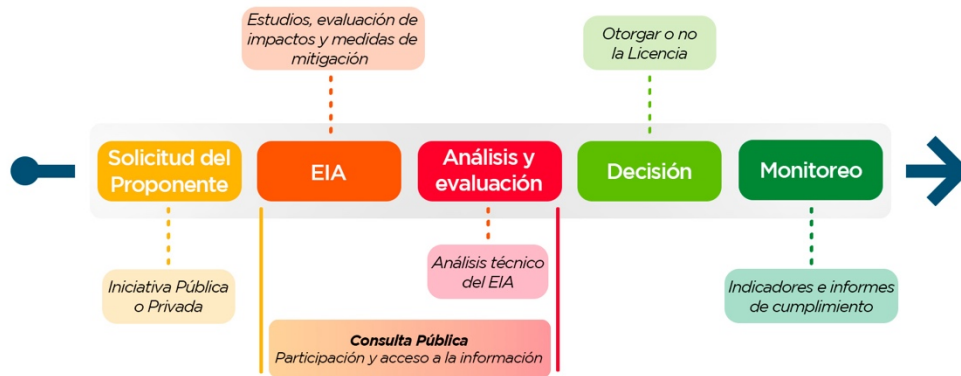 Estudios, evaluación de
impactos y medidas de
mitigación
Otorgar o no
la Licencia
Solicitud del
Proponente
EIA
Análisis y
evaluación
Decisión
Monitoreo
Iniciativa Pública
o Privada
Análisis técnico
del EIA
Indicadores e informes
de cumplimiento
Consulta Pública
Participación y acceso a la información